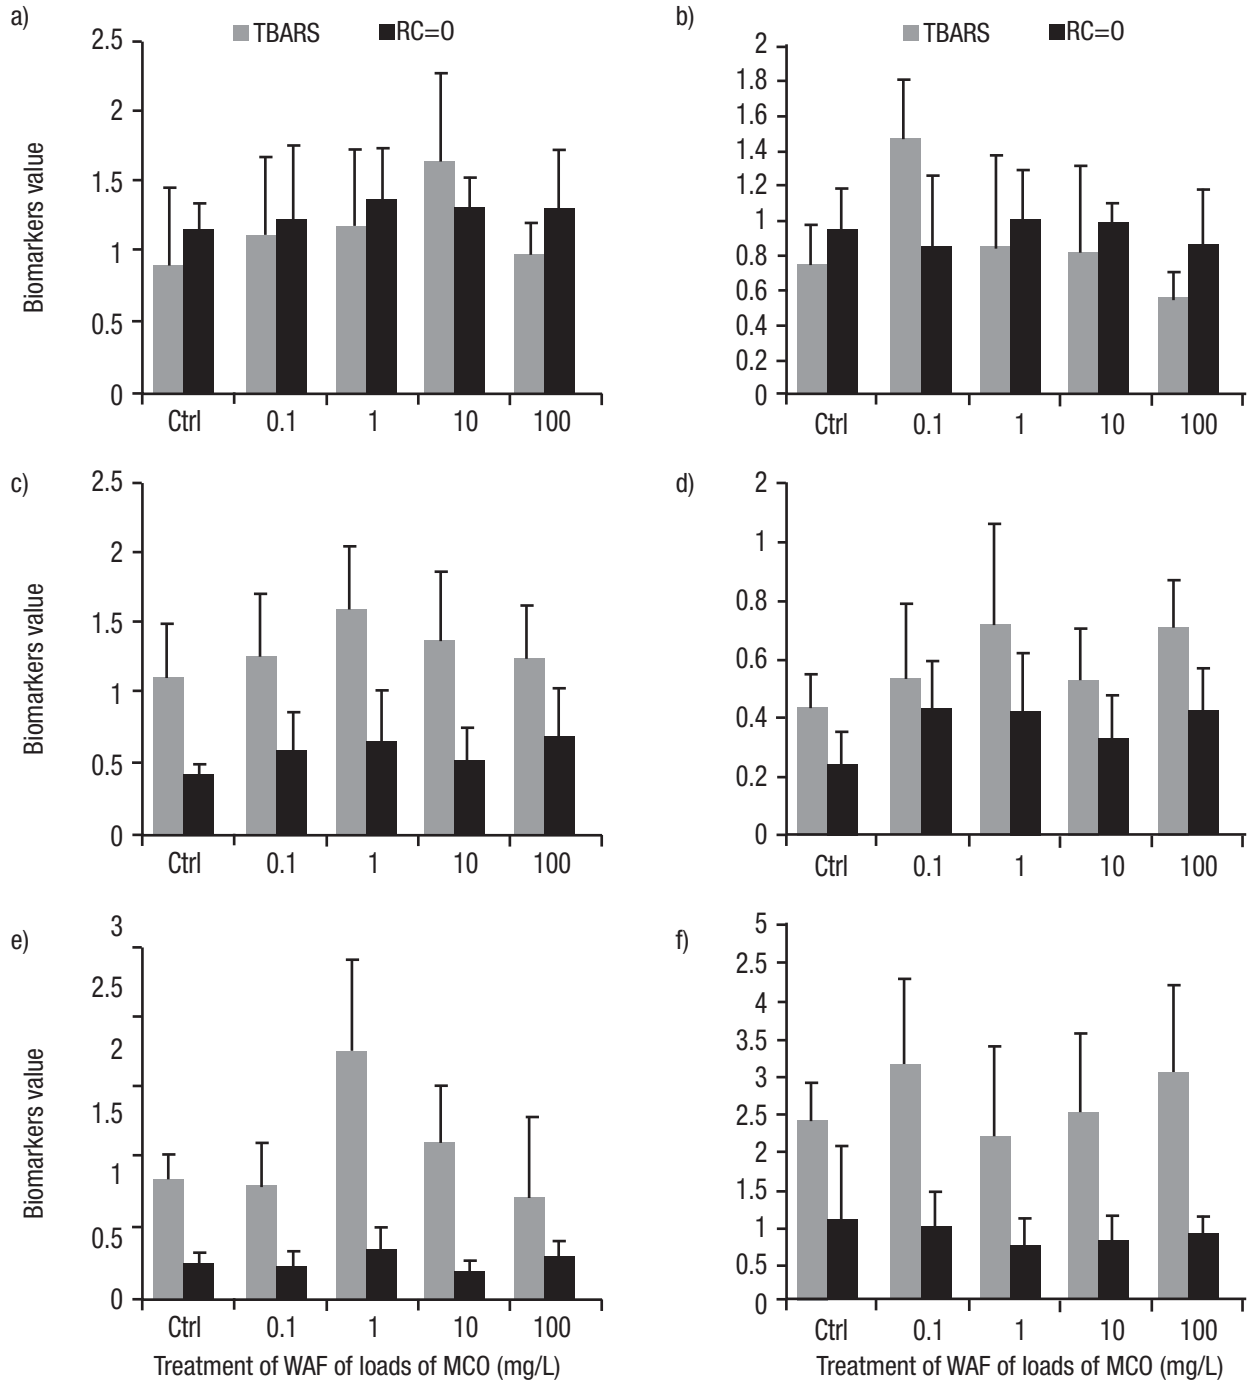 a)
TBARS RC=O
Biomarkers value
2.5
2
1.5
1
0.5
0
Ctrl 0.1 1 10 100
b)
TBARS RC=O
2
1.8
1.6
1.4
1.2
1
0.8
0.6
0.4
0.2
0
Ctrl 0.1 1 10 100
c)
Biomarkers value
2.5
2
1.5
1
0.5
0
Ctrl 0.1 1 10 100
d)
2
1
0.8
0.6
0.4
0.2
0
Ctrl 0.1 1 10 100
e)
Biomarkers value
3
2.5
2
1.5
1
0.5
0
Ctrl 0.1 1 10 100
Treatment of WAF of loads of MCO (mg/L)
f)
5
2.5
4
3.5
3
2.5
2
1.5
1
0.5
0
Ctrl 0.1 1 10 100
Treatment of WAF of loads of MCO (mg/L)